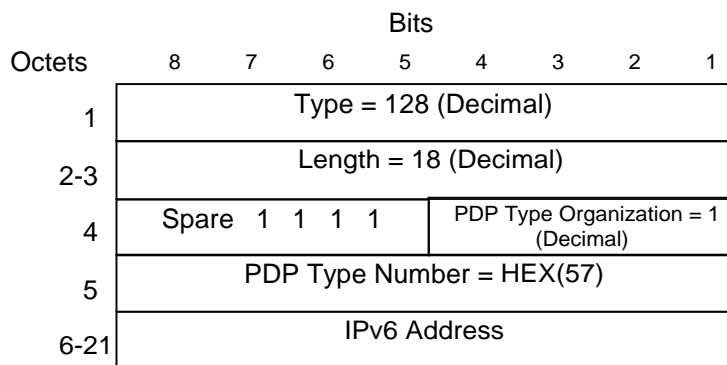 Bits
Octets 8 7 6 5 4 3 2 1
1 Type = 128 (Decimal)
2-3 Length = 18 (Decimal)
4 Spare 1 1 1 1 PDP Type Organization = 1
(Decimal)
5 PDP Type Number = HEX(57)
6-21 IPv6 Address